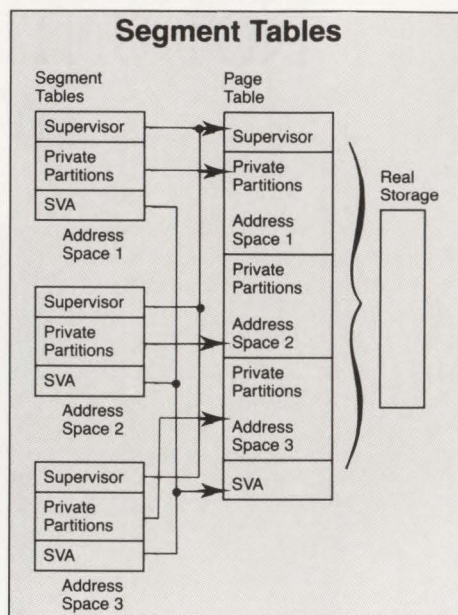 Segment Tables
Segment
Tables
Supervisor
Private
Partitions
SVA
Address
Space 1
Supervisor
Private
Partitions
SVA
Address
Space 2
Supervisor
Private
Partitions
SVA
Address
Space 3
Page
Table
Supervisor
Private
Partitions
Address
Space 1
Private
Partitions
Address
Space 2
Private
Partitions
Address
Space 3
SVA
Real
Storage